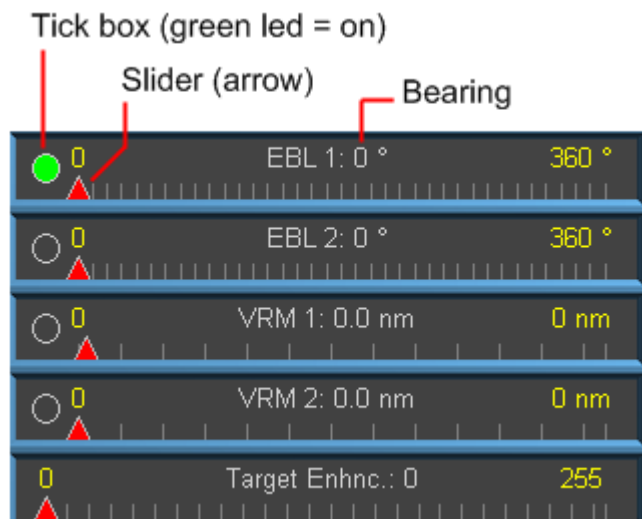 Tick box (green led = on)
Slider (arrow)
Bearing
0 EBL 1: 0 ° 360 °
0 EBL 2: 0 ° 360 °
0 VRM 1: 0.0 nm 0 nm
0 VRM 2: 0.0 nm 0 nm
0 Target Enhnc.: 0 255